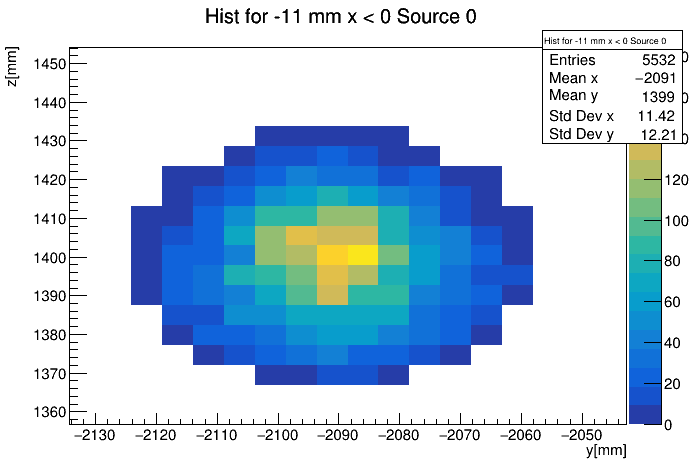 Hist for -11 mm x < 0 Source 0
Hist for -11 mm x < 0 Source 0
Entries 5532
Mean x −2091
Mean y 1399
Std Dev x 11.42
Std Dev y 12.21
z[mm]
1450
1440
1430
1420
1410
1400
1390
1380
1370
1360
−2130 −2120 −2110 −2100 −2090 −2080 −2070 −2060 −2050
y[mm]
120
100
80
60
40
20
0